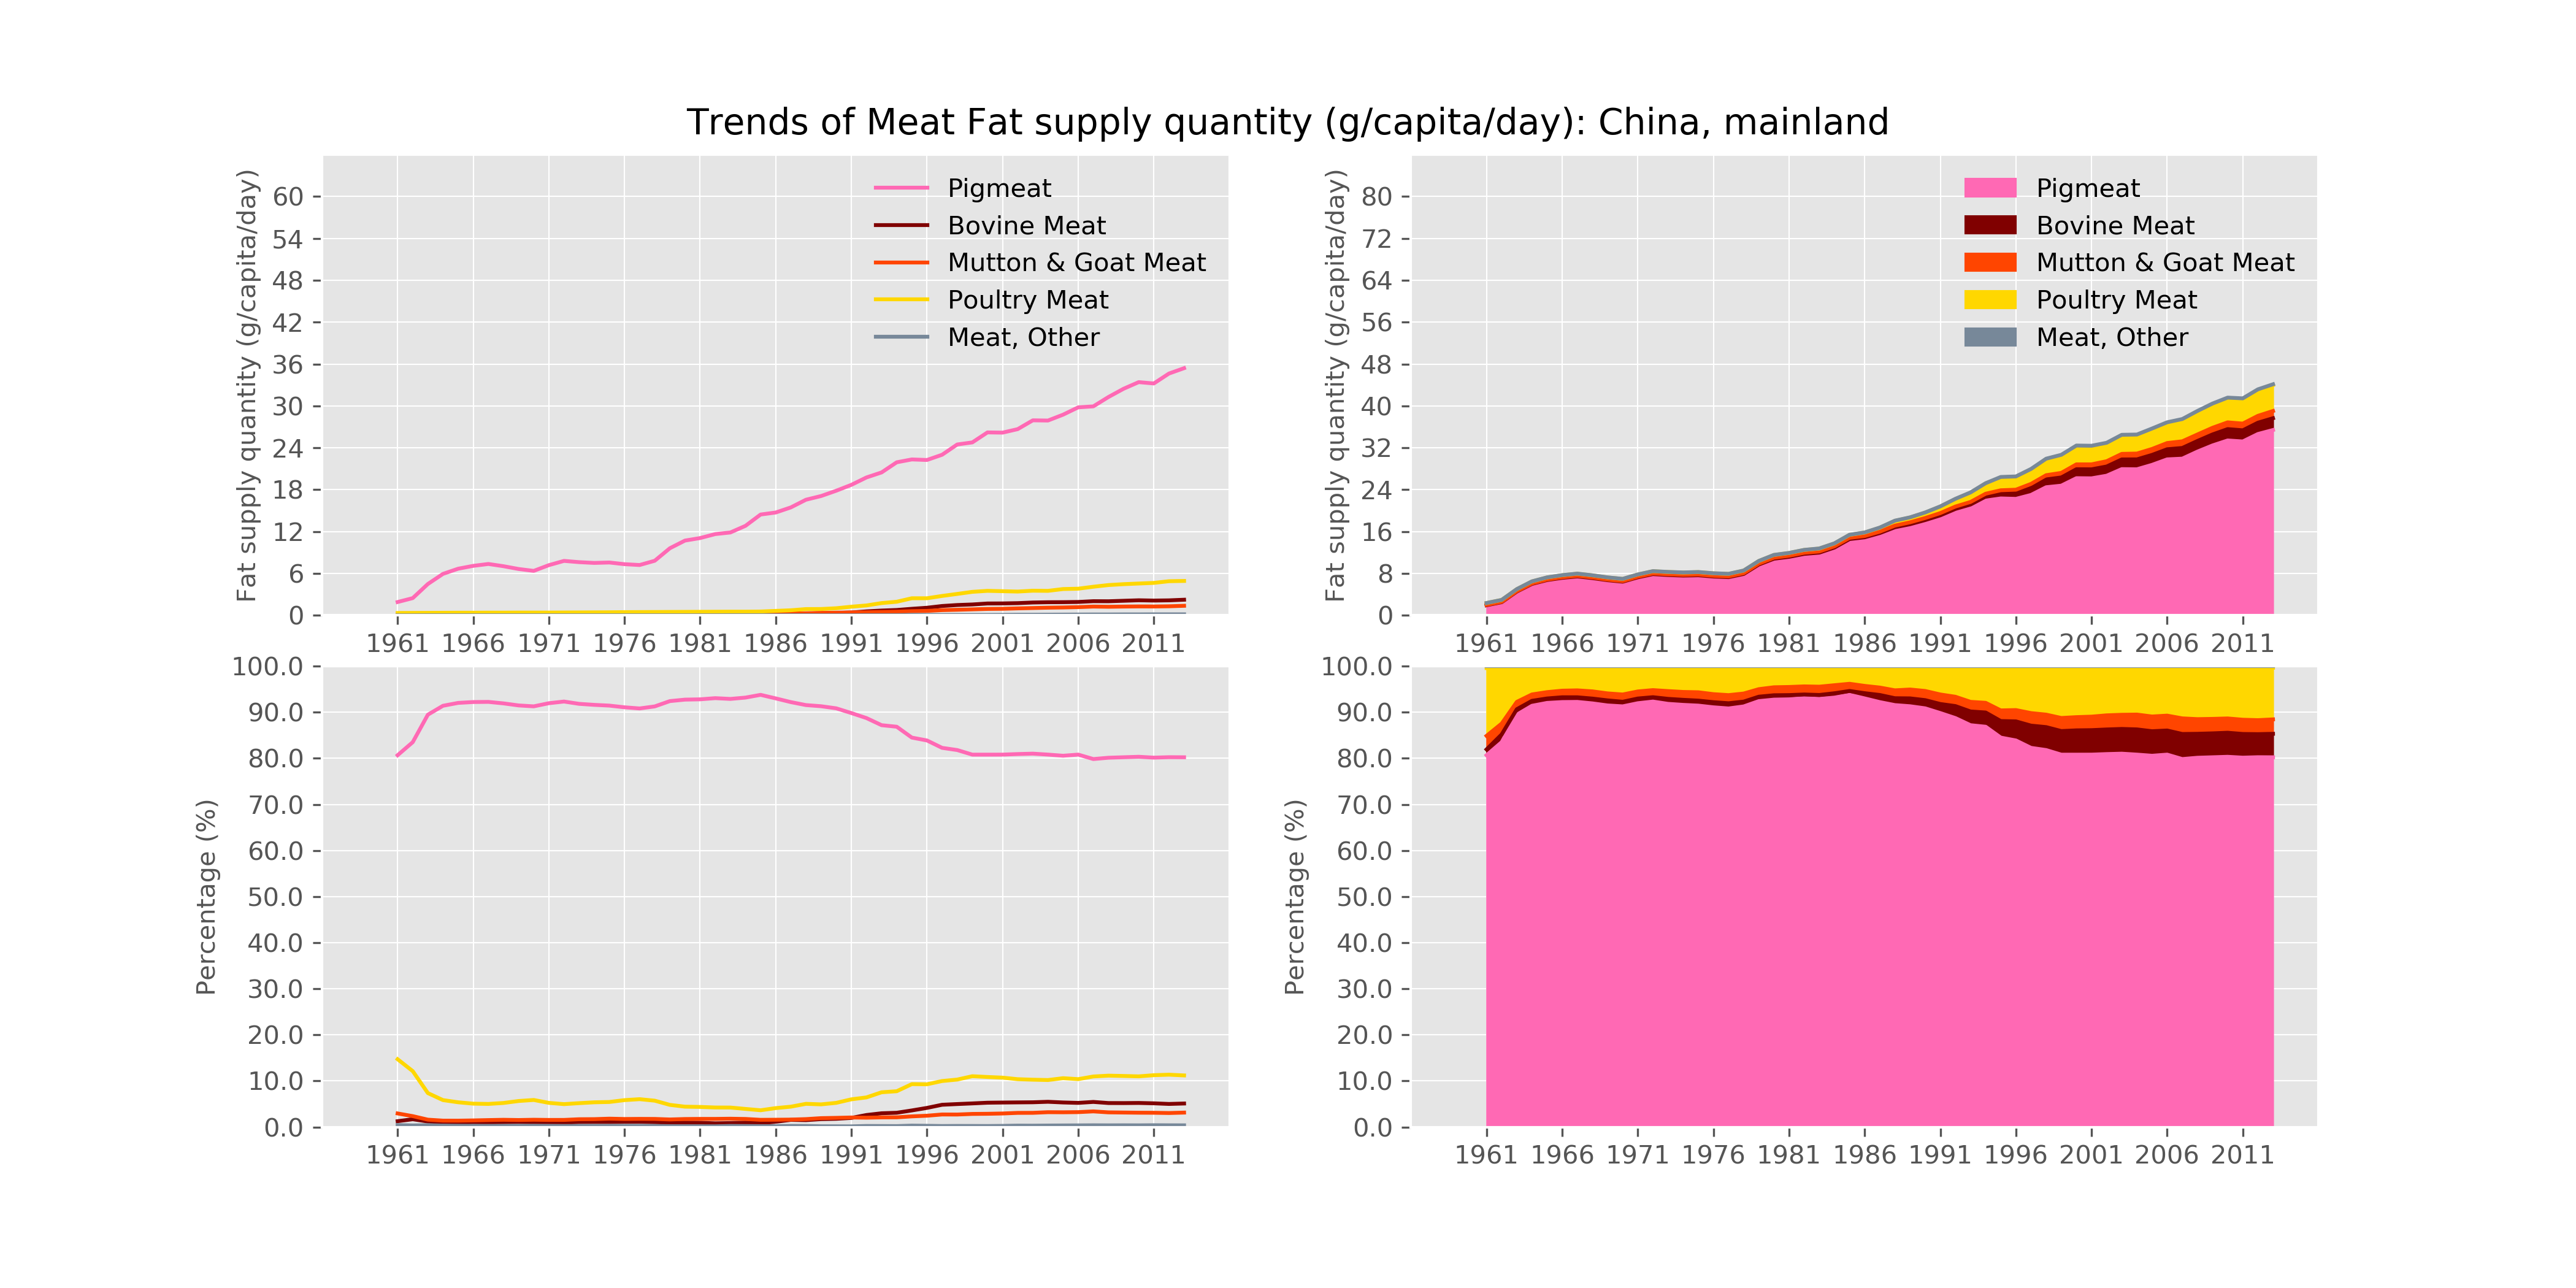 Trends of Meat Fat supply quantity (g/capita/day): China, mainland
Fat supply quantity (g/capita/day)
60
54
48
42
36
30
24
18
12
6
0
Pigmeat
Bovine Meat
Mutton & Goat Meat
Poultry Meat
Meat, Other
1961 1966 1971 1976 1981 1986 1991 1996 2001 2006 2011
Fat supply quantity (g/capita/day)
80
72
64
56
48
40
32
24
16
8
0
Pigmeat
Bovine Meat
Mutton & Goat Meat
Poultry Meat
Meat, Other
1961 1966 1971 1976 1981 1986 1991 1996 2001 2006 2011
Percentage (%)
100.0
90.0
80.0
70.0
60.0
50.0
40.0
30.0
20.0
10.0
0.0
1961 1966 1971 1976 1981 1986 1991 1996 2001 2006 2011
Percentage (%)
100.0
90.0
80.0
70.0
60.0
50.0
40.0
30.0
20.0
10.0
0.0
1961 1966 1971 1976 1981 1986 1991 1996 2001 2006 2011